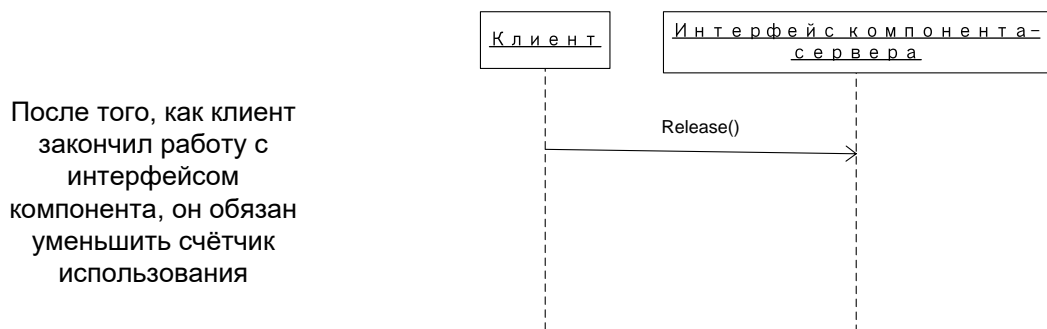 Клиент
Интерфейс компонента-
сервера
После того, как клиент
закончил работу с
интерфейсом
компонента, он обязан
уменьшить счётчик
использования
Release()